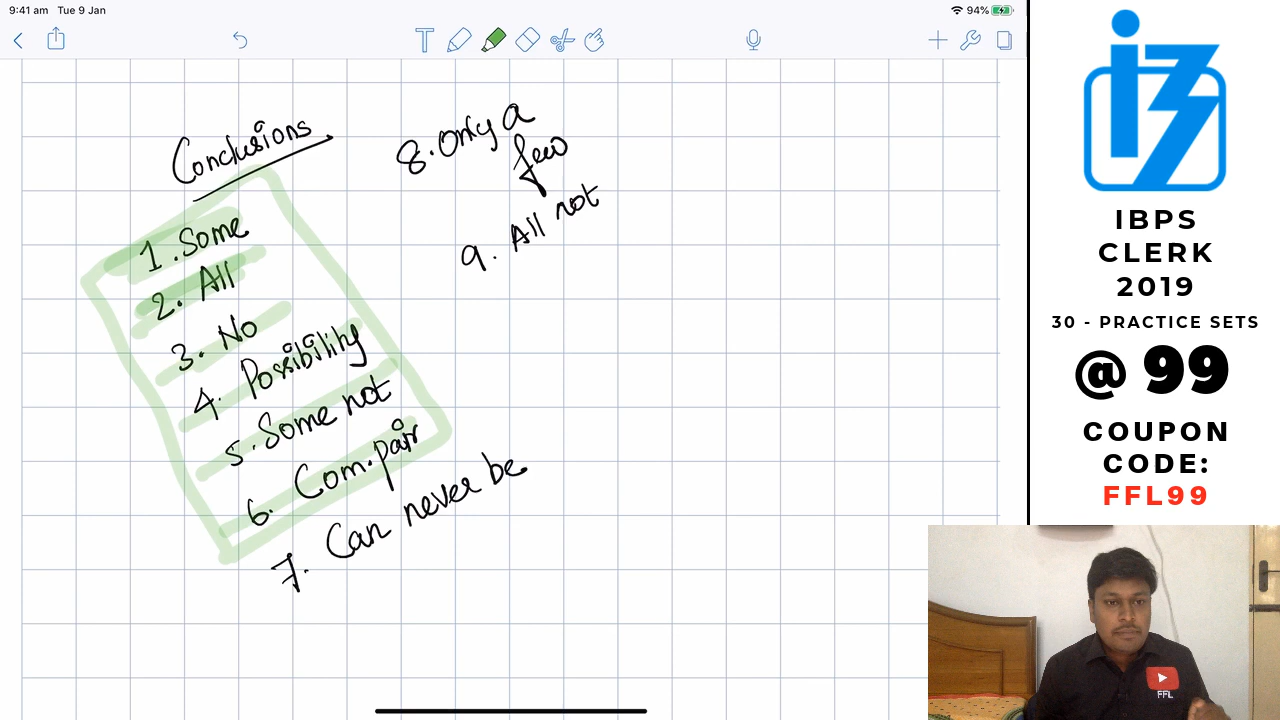 9:41 am Tue 9 Jan
94%
T
Conclusions
1. Some
2. All
3. No
4. Possibility
5. Some not
6. Com.pair
7. Can never be
8. Only a
few
9. All not
IBPS
CLERK
2019
30 - PRACTICE SETS
@ 99
COUPON
CODE:
FFL99
FFL